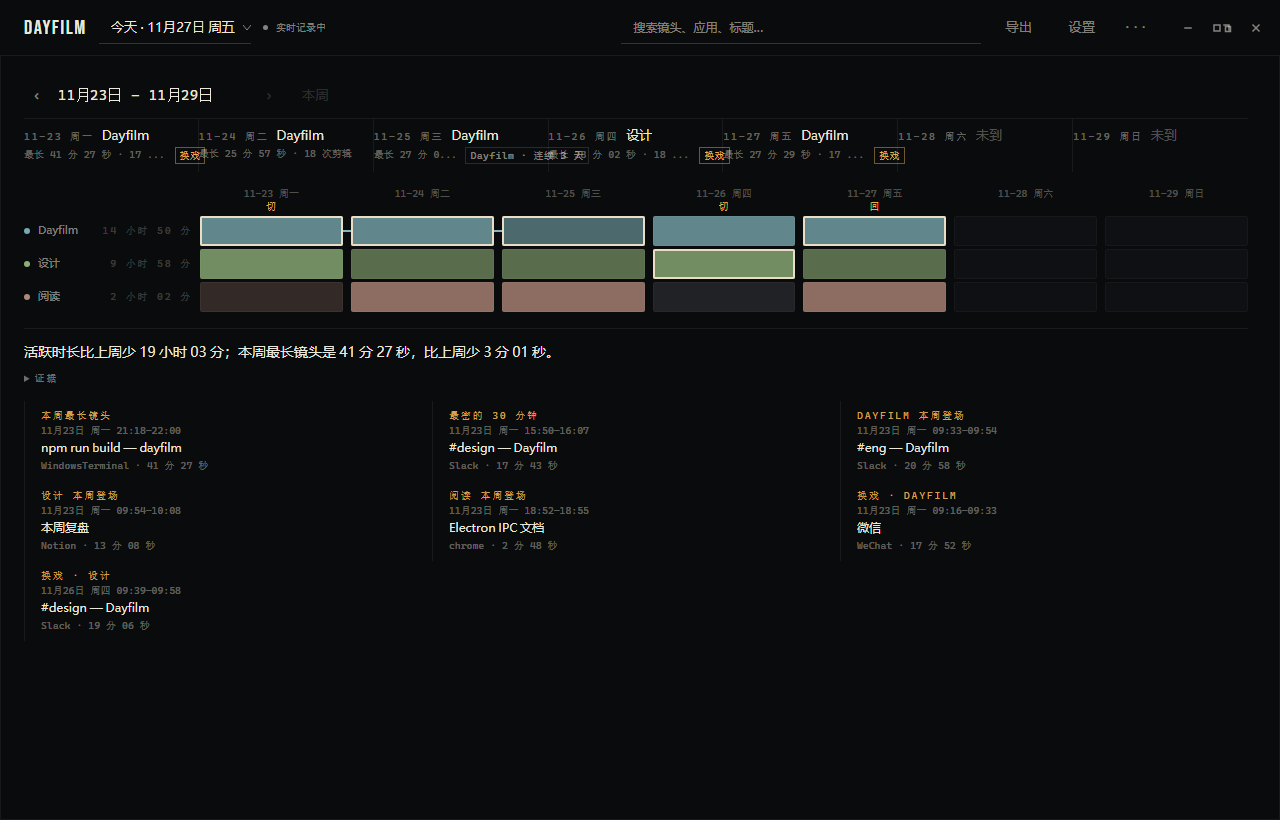 DAYFILM 今天 · 11月27日 周五 实时记录中 搜索镜头、应用、标题... 导出 设置 ···
‹ 11月23日 – 11月29日 › 本周
11-23 周一 Dayfilm 11-24 周二 Dayfilm 11-25 周三 Dayfilm 11-26 周四 设计 11-27 周五 Dayfilm 11-28 周六 未到 11-29 周日 未到
最长 41 分 27 秒 · 17 ... 换戏 最长 25 分 57 秒 · 18 次剪辑 最长 27 分 0... Dayfilm · 连续 3 天 分 02 秒 · 18 ... 换戏 最长 27 分 29 秒 · 17 ... 换戏
11-23 周一 11-24 周二 11-25 周三 11-26 周四 11-27 周五 11-28 周六 11-29 周日
切 切 回
Dayfilm 14 小时 50 分
设计 9 小时 58 分
阅读 2 小时 02 分
活跃时长比上周少 19 小时 03 分；本周最长镜头是 41 分 27 秒，比上周少 3 分 01 秒。
证据
本周最长镜头 最密的 30 分钟 DAYFILM 本周登场
11月23日 周一 21:18–22:00 11月23日 周一 15:50–16:07 11月23日 周一 09:33–09:54
npm run build — dayfilm #design — Dayfilm #eng — Dayfilm
WindowsTerminal · 41 分 27 秒 Slack · 17 分 43 秒 Slack · 20 分 58 秒
设计 本周登场 阅读 本周登场 换戏 · DAYFILM
11月23日 周一 09:54–10:08 11月23日 周一 18:52–18:55 11月23日 周一 09:16–09:33
本周复盘 Electron IPC 文档 微信
Notion · 13 分 08 秒 chrome · 2 分 48 秒 WeChat · 17 分 52 秒
换戏 · 设计
11月26日 周四 09:39–09:58
#design — Dayfilm
Slack · 19 分 06 秒